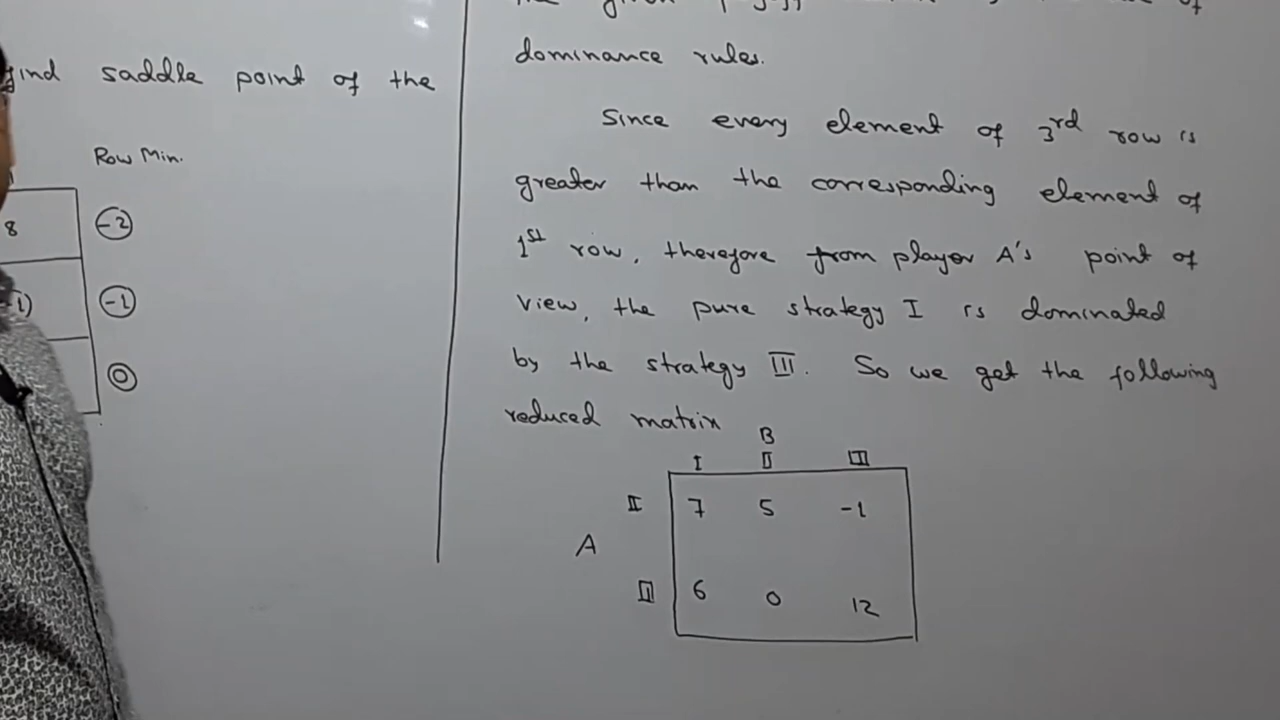 find saddle point of the
Row Min.
8 -2
-1) -1
0
of
dominance rules.
Since every element of 3rd row is
greater than the corresponding element of
1st row, therefore from player A's point of
view, the pure strategy I is dominated
by the strategy III. So we get the following
reduced matrix
B
I II III
II 7 5 -1
A
III 6 0 12